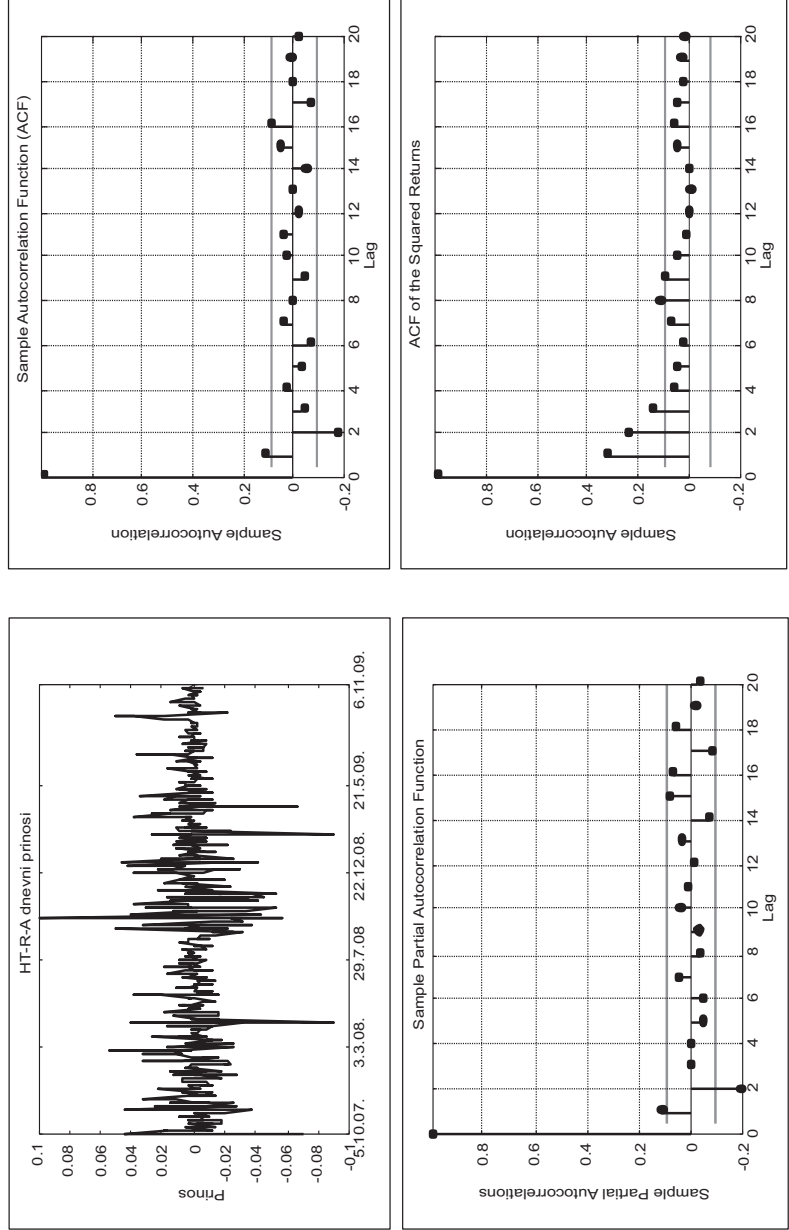 HT-R-A dnevni prinosi
Prinos
0.1
0.08
0.06
0.04
0.02
0
-0.02
-0.04
-0.06
-0.08
5.10.07. 3.3.08. 29.7.08 22.12.08. 21.5.09. 6.11.09.
Sample Autocorrelation Function (ACF)
Sample Autocorrelation
0.8
0.6
0.4
0.2
0
-0.2
0 2 4 6 8 10 12 14 16 18 20
Lag
Sample Partial Autocorrelation Function
Sample Partial Autocorrelations
0.8
0.6
0.4
0.2
0
-0.2
0 2 4 6 8 10 12 14 16 18 20
Lag
ACF of the Squared Returns
Sample Autocorrelation
0.8
0.6
0.4
0.2
0
-0.2
0 2 4 6 8 10 12 14 16 18 20
Lag